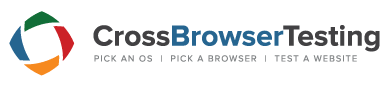 CrossBrowserTesting
PICK AN OS | PICK A BROWSER | TEST A WEBSITE